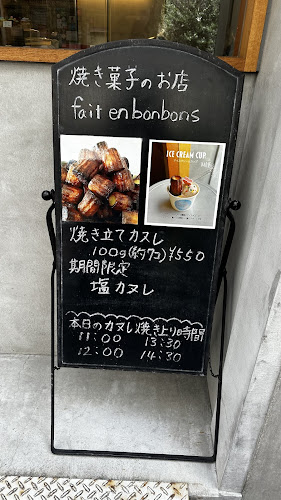 焼き菓子のお店
fait en bonbons
ICE CREAM CUP
焼き立てカヌレ
100g(約7コ)¥550
期間限定
塩カヌレ
本日のカヌレ焼き上り時間
11:00 13:30
12:00 14:30